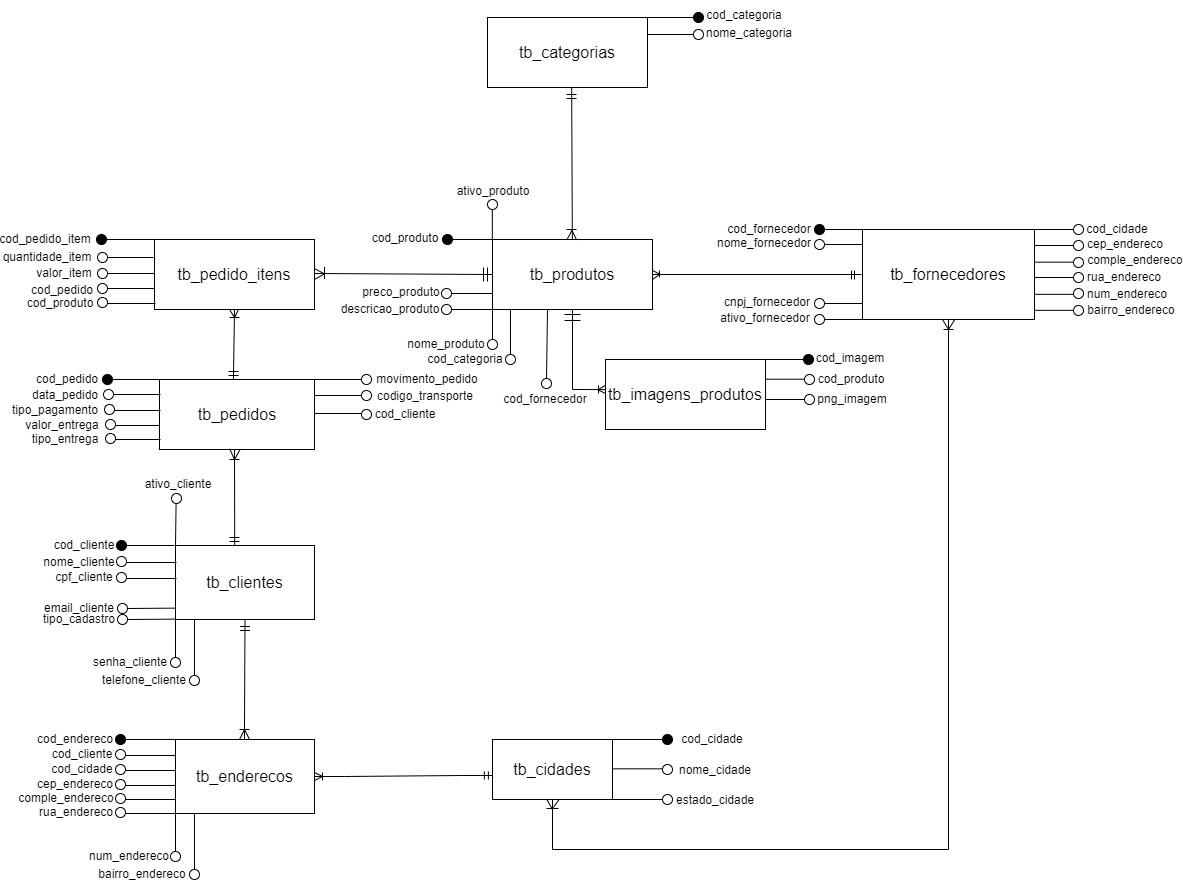 cod_categoria
nome_categoria
tb_categorias
ativo_produto
cod_pedido_item
quantidade_item
valor_item
cod_pedido
cod_produto
tb_pedido_itens
cod_produto
preco_produto
descricao_produto
nome_produto
cod_categoria
cod_fornecedor
tb_produtos
cod_fornecedor
nome_fornecedor
cnpj_fornecedor
ativo_fornecedor
tb_fornecedores
cod_cidade
cep_endereco
comple_endereco
rua_endereco
num_endereco
bairro_endereco
cod_pedido
data_pedido
tipo_pagamento
valor_entrega
tipo_entrega
tb_pedidos
movimento_pedido
codigo_transporte
cod_cliente
tb_imagens_produtos
cod_imagem
cod_produto
png_imagem
ativo_cliente
cod_cliente
nome_cliente
cpf_cliente
email_cliente
tipo_cadastro
senha_cliente
telefone_cliente
tb_clientes
cod_endereco
cod_cliente
cod_cidade
cep_endereco
comple_endereco
rua_endereco
num_endereco
bairro_endereco
tb_enderecos
tb_cidades
cod_cidade
nome_cidade
estado_cidade